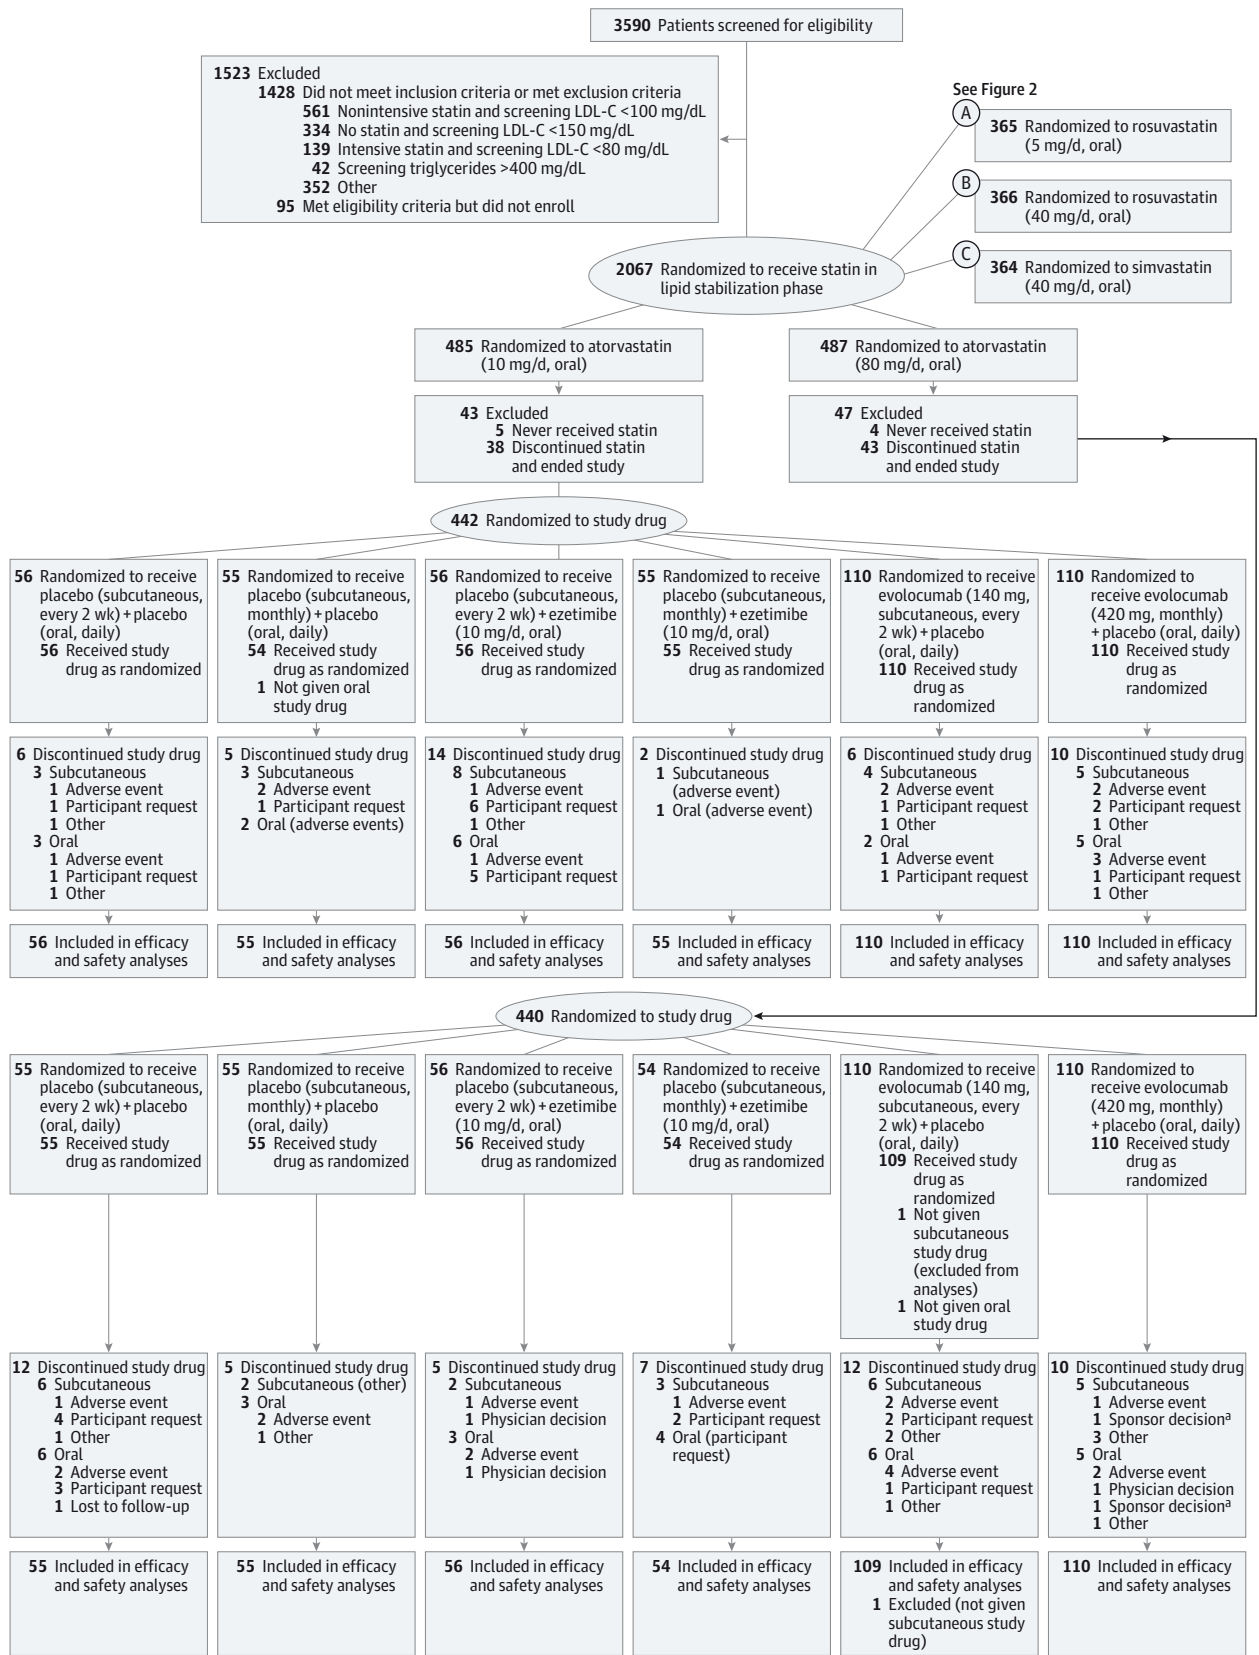 3590 Patients screened for eligibility
1523 Excluded
1428 Did not meet inclusion criteria or met exclusion criteria
561 Nonintensive statin and screening LDL-C <100 mg/dL
334 No statin and screening LDL-C <150 mg/dL
139 Intensive statin and screening LDL-C <80 mg/dL
42 Screening triglycerides >400 mg/dL
352 Other
95 Met eligibility criteria but did not enroll
See Figure 2
A
365 Randomized to rosuvastatin
(5 mg/d, oral)
B
366 Randomized to rosuvastatin
(40 mg/d, oral)
C
364 Randomized to simvastatin
(40 mg/d, oral)
2067 Randomized to receive statin in
lipid stabilization phase
485 Randomized to atorvastatin
(10 mg/d, oral)
487 Randomized to atorvastatin
(80 mg/d, oral)
43 Excluded
5 Never received statin
38 Discontinued statin
and ended study
47 Excluded
4 Never received statin
43 Discontinued statin
and ended study
442 Randomized to study drug
56 Randomized to receive
placebo (subcutaneous,
every 2 wk) + placebo
(oral, daily)
56 Received study
drug as randomized
55 Randomized to receive
placebo (subcutaneous,
monthly) + placebo
(oral, daily)
54 Received study
drug as randomized
1 Not given oral
study drug
56 Randomized to receive
placebo (subcutaneous,
every 2 wk) + ezetimibe
(10 mg/d, oral)
56 Received study
drug as randomized
55 Randomized to receive
placebo (subcutaneous,
monthly) + ezetimibe
(10 mg/d, oral)
55 Received study
drug as randomized
110 Randomized to receive
evolocumab (140 mg,
subcutaneous, every
2 wk) + placebo
(oral, daily)
110 Received study
drug as
randomized
110 Randomized to
receive evolocumab
(420 mg, monthly)
+ placebo (oral, daily)
110 Received study
drug as
randomized
6 Discontinued study drug
3 Subcutaneous
1 Adverse event
1 Participant request
1 Other
3 Oral
1 Adverse event
1 Participant request
1 Other
5 Discontinued study drug
3 Subcutaneous
2 Adverse event
1 Participant request
2 Oral (adverse events)
14 Discontinued study drug
8 Subcutaneous
1 Adverse event
6 Participant request
1 Other
6 Oral
1 Adverse event
5 Participant request
2 Discontinued study drug
1 Subcutaneous
(adverse event)
1 Oral (adverse event)
6 Discontinued study drug
4 Subcutaneous
2 Adverse event
1 Participant request
1 Other
2 Oral
1 Adverse event
1 Participant request
10 Discontinued study drug
5 Subcutaneous
2 Adverse event
2 Participant request
1 Other
5 Oral
3 Adverse event
1 Participant request
1 Other
56 Included in efficacy
and safety analyses
55 Included in efficacy
and safety analyses
56 Included in efficacy
and safety analyses
55 Included in efficacy
and safety analyses
110 Included in efficacy
and safety analyses
110 Included in efficacy
and safety analyses
440 Randomized to study drug
55 Randomized to receive
placebo (subcutaneous,
every 2 wk) + placebo
(oral, daily)
55 Received study
drug as randomized
55 Randomized to receive
placebo (subcutaneous,
monthly) + placebo
(oral, daily)
55 Received study
drug as randomized
56 Randomized to receive
placebo (subcutaneous,
every 2 wk) + ezetimibe
(10 mg/d, oral)
56 Received study
drug as randomized
54 Randomized to receive
placebo (subcutaneous,
monthly) + ezetimibe
(10 mg/d, oral)
54 Received study
drug as randomized
110 Randomized to receive
evolocumab (140 mg,
subcutaneous, every
2 wk) + placebo
(oral, daily)
109 Received study
drug as
randomized
1 Not given
subcutaneous
study drug
(excluded from
analyses)
1 Not given oral
study drug
110 Randomized to
receive evolocumab
(420 mg, monthly)
+ placebo (oral, daily)
110 Received study
drug as
randomized
12 Discontinued study drug
6 Subcutaneous
1 Adverse event
4 Participant request
1 Other
6 Oral
2 Adverse event
3 Participant request
1 Lost to follow-up
5 Discontinued study drug
2 Subcutaneous (other)
3 Oral
2 Adverse event
1 Other
5 Discontinued study drug
2 Subcutaneous
1 Adverse event
1 Physician decision
3 Oral
2 Adverse event
1 Physician decision
7 Discontinued study drug
3 Subcutaneous
1 Adverse event
2 Participant request
4 Oral (participant
request)
12 Discontinued study drug
6 Subcutaneous
2 Adverse event
2 Participant request
2 Other
6 Oral
4 Adverse event
1 Participant request
1 Other
10 Discontinued study drug
5 Subcutaneous
1 Adverse event
1 Sponsor decisionᵃ
3 Other
5 Oral
2 Adverse event
1 Physician decision
1 Sponsor decisionᵃ
1 Other
55 Included in efficacy
and safety analyses
55 Included in efficacy
and safety analyses
56 Included in efficacy
and safety analyses
54 Included in efficacy
and safety analyses
109 Included in efficacy
and safety analyses
1 Excluded (not given
subcutaneous study
drug)
110 Included in efficacy
and safety analyses